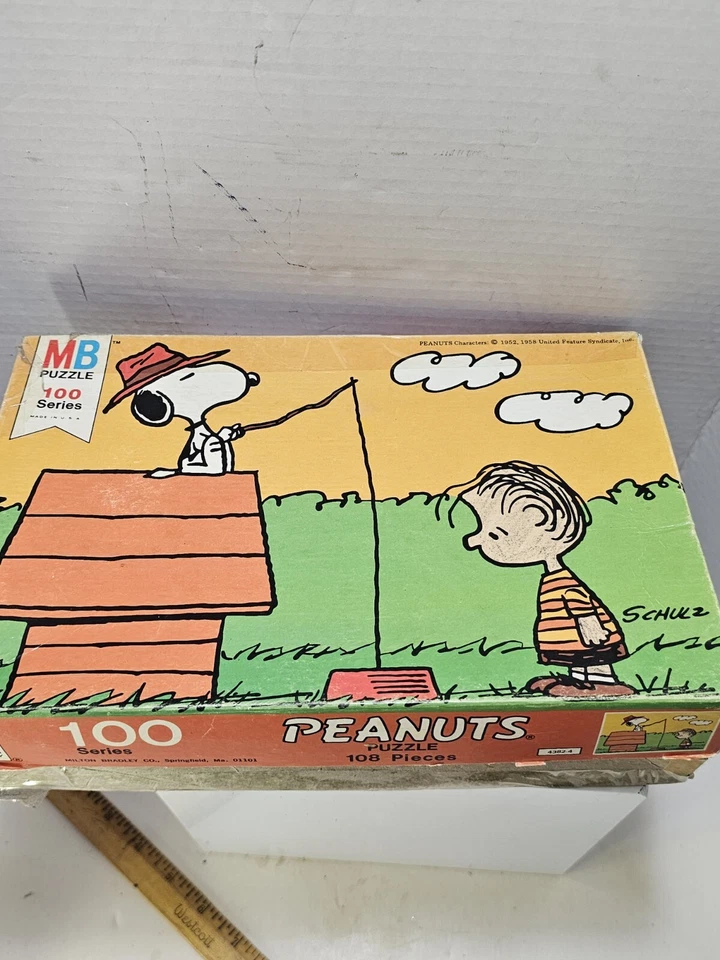 MB
™
PUZZLE
100
Series
MADE IN U.S.A.
PEANUTS Characters: © 1952, 1958 United Feature Syndicate, Inc.
SCHULZ
100
Series
PEANUTS®
PUZZLE
108 Pieces
4382-4
MILTON BRADLEY CO., Springfield, Ma. 01101